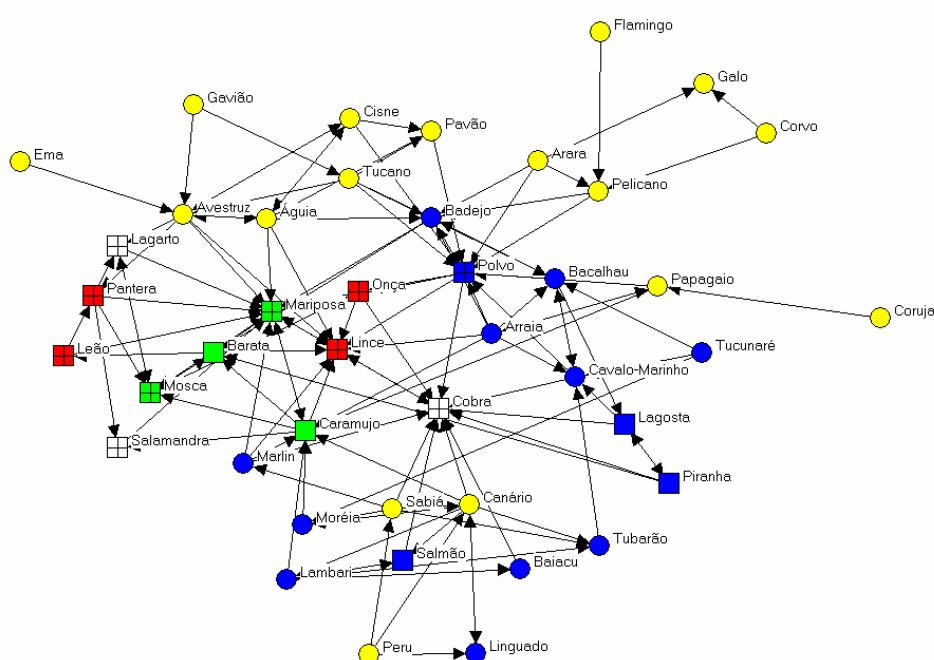 Flamingo
Galo
Gavião
Cisne
Pavão
Corvo
Ema
Tucano
Arara
Pelicano
Avestruz
Águia
Badejo
Lagarto
Polvo
Bacalhau
Papagaio
Pantera
Onça
Mariposa
Coruja
Arraia
Leão
Barata
Lince
Tucunaré
Mosca
Cavalo-Marinho
Cobra
Lagosta
Salamandra
Caramujo
Marlin
Piranha
Sabiá
Canário
Moréia
Tubarão
Salmão
Lambari
Baiacu
Peru
Linguado